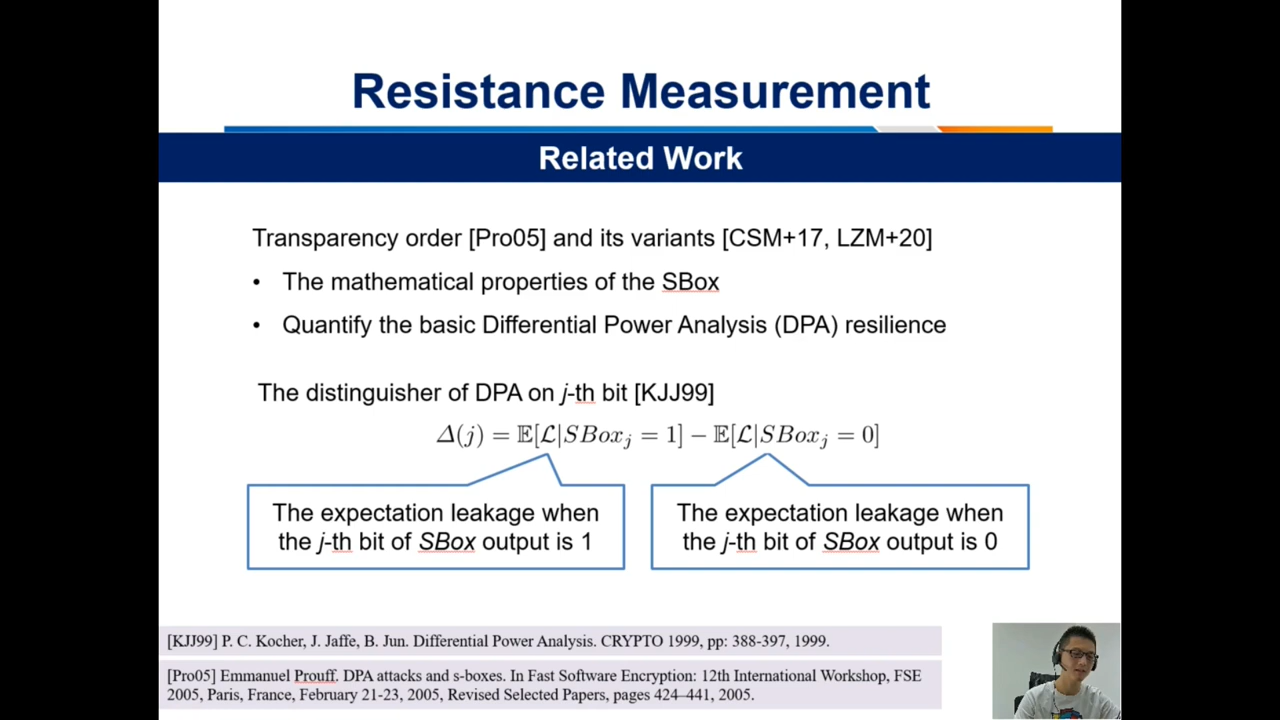 Resistance Measurement
Related Work
Transparency order [Pro05] and its variants [CSM+17, LZM+20]
• The mathematical properties of the SBox
• Quantify the basic Differential Power Analysis (DPA) resilience
The distinguisher of DPA on j-th bit [KJJ99]
Δ(j) = 𝔼[ℒ|SBox_j = 1] − 𝔼[ℒ|SBox_j = 0]
The expectation leakage when
the j-th bit of SBox output is 1
The expectation leakage when
the j-th bit of SBox output is 0
[KJJ99] P. C. Kocher, J. Jaffe, B. Jun. Differential Power Analysis. CRYPTO 1999, pp: 388-397, 1999.
[Pro05] Emmanuel Prouff. DPA attacks and s-boxes. In Fast Software Encryption: 12th International Workshop, FSE
2005, Paris, France, February 21-23, 2005, Revised Selected Papers, pages 424–441, 2005.